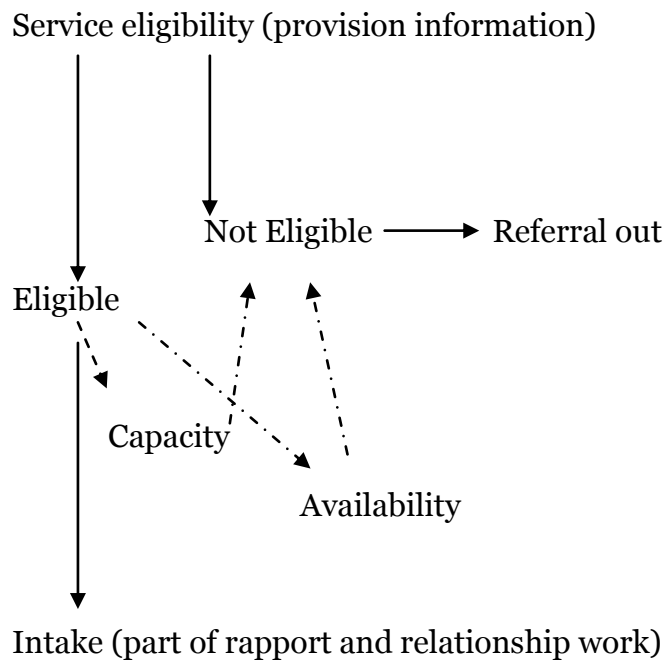 Service eligibility (provision information)
Not Eligible
Referral out
Eligible
Capacity
Availability
Intake (part of rapport and relationship work)